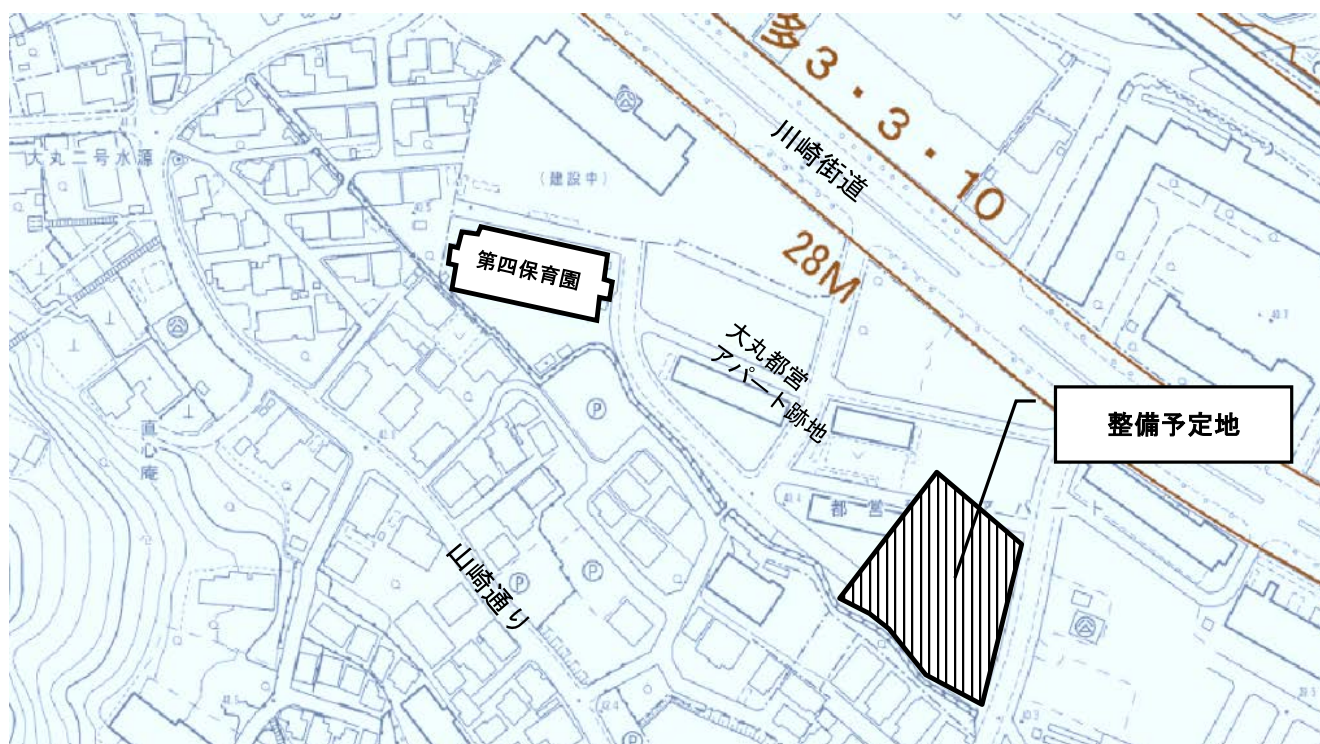 多3・3・10
川崎街道
大丸二号水源
(建設中)
28M
第四保育園
大丸都営
アパート跡地
整備予定地
直心庵
都営アパート
山崎通り
P
P
P
P